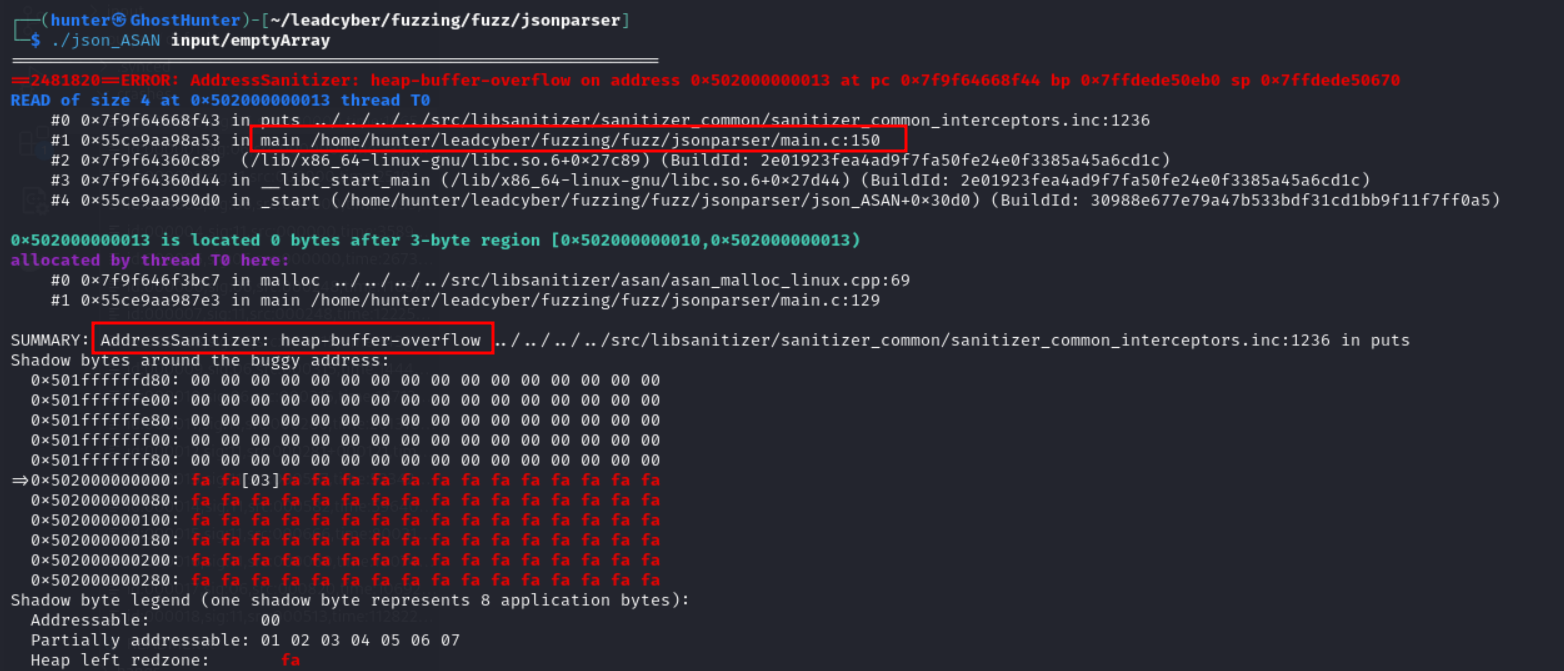 ┌──(hunter㉿GhostHunter)-[~/leadcyber/fuzzing/fuzz/jsonparser]
└─$ ./json_ASAN input/emptyArray
=================================================================
==2481820==ERROR: AddressSanitizer: heap-buffer-overflow on address 0×502000000013 at pc 0×7f9f64668f44 bp 0×7ffdede50eb0 sp 0×7ffdede50670
READ of size 4 at 0×502000000013 thread T0
#0 0×7f9f64668f43 in puts ../../../../src/libsanitizer/sanitizer_common/sanitizer_common_interceptors.inc:1236
#1 0×55ce9aa98a53 in main /home/hunter/leadcyber/fuzzing/fuzz/jsonparser/main.c:150
#2 0×7f9f64360c89 (/lib/x86_64-linux-gnu/libc.so.6+0×27c89) (BuildId: 2e01923fea4ad9f7fa50fe24e0f3385a45a6cd1c)
#3 0×7f9f64360d44 in __libc_start_main (/lib/x86_64-linux-gnu/libc.so.6+0×27d44) (BuildId: 2e01923fea4ad9f7fa50fe24e0f3385a45a6cd1c)
#4 0×55ce9aa990d0 in _start (/home/hunter/leadcyber/fuzzing/fuzz/jsonparser/json_ASAN+0×30d0) (BuildId: 30988e677e79a47b533bdf31cd1bb9f11f7ff0a5)
0×502000000013 is located 0 bytes after 3-byte region [0×502000000010,0×502000000013)
allocated by thread T0 here:
#0 0×7f9f646f3bc7 in malloc ../../../../src/libsanitizer/asan/asan_malloc_linux.cpp:69
#1 0×55ce9aa987e3 in main /home/hunter/leadcyber/fuzzing/fuzz/jsonparser/main.c:129
SUMMARY: AddressSanitizer: heap-buffer-overflow ../../../../src/libsanitizer/sanitizer_common/sanitizer_common_interceptors.inc:1236 in puts
Shadow bytes around the buggy address:
0×501ffffffd80: 00 00 00 00 00 00 00 00 00 00 00 00 00 00 00 00
0×501ffffffe00: 00 00 00 00 00 00 00 00 00 00 00 00 00 00 00 00
0×501ffffffe80: 00 00 00 00 00 00 00 00 00 00 00 00 00 00 00 00
0×501fffffff00: 00 00 00 00 00 00 00 00 00 00 00 00 00 00 00 00
0×501fffffff80: 00 00 00 00 00 00 00 00 00 00 00 00 00 00 00 00
⇒0×502000000000: fa fa[03]fa fa fa fa fa fa fa fa fa fa fa fa fa
0×502000000080: fa fa fa fa fa fa fa fa fa fa fa fa fa fa fa fa
0×502000000100: fa fa fa fa fa fa fa fa fa fa fa fa fa fa fa fa
0×502000000180: fa fa fa fa fa fa fa fa fa fa fa fa fa fa fa fa
0×502000000200: fa fa fa fa fa fa fa fa fa fa fa fa fa fa fa fa
0×502000000280: fa fa fa fa fa fa fa fa fa fa fa fa fa fa fa fa
Shadow byte legend (one shadow byte represents 8 application bytes):
Addressable: 00
Partially addressable: 01 02 03 04 05 06 07
Heap left redzone: fa